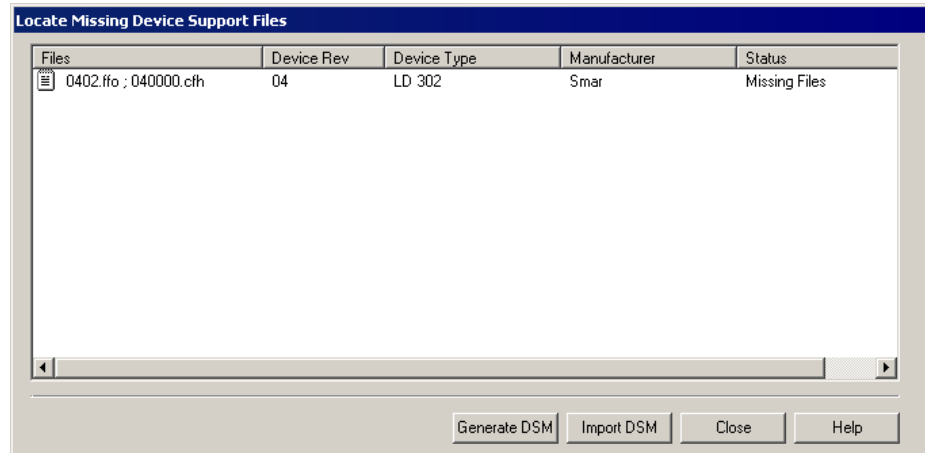 Locate Missing Device Support Files
Files Device Rev Device Type Manufacturer Status
0402.ffo ; 040000.cfh 04 LD 302 Smar Missing Files
Generate DSM Import DSM Close Help